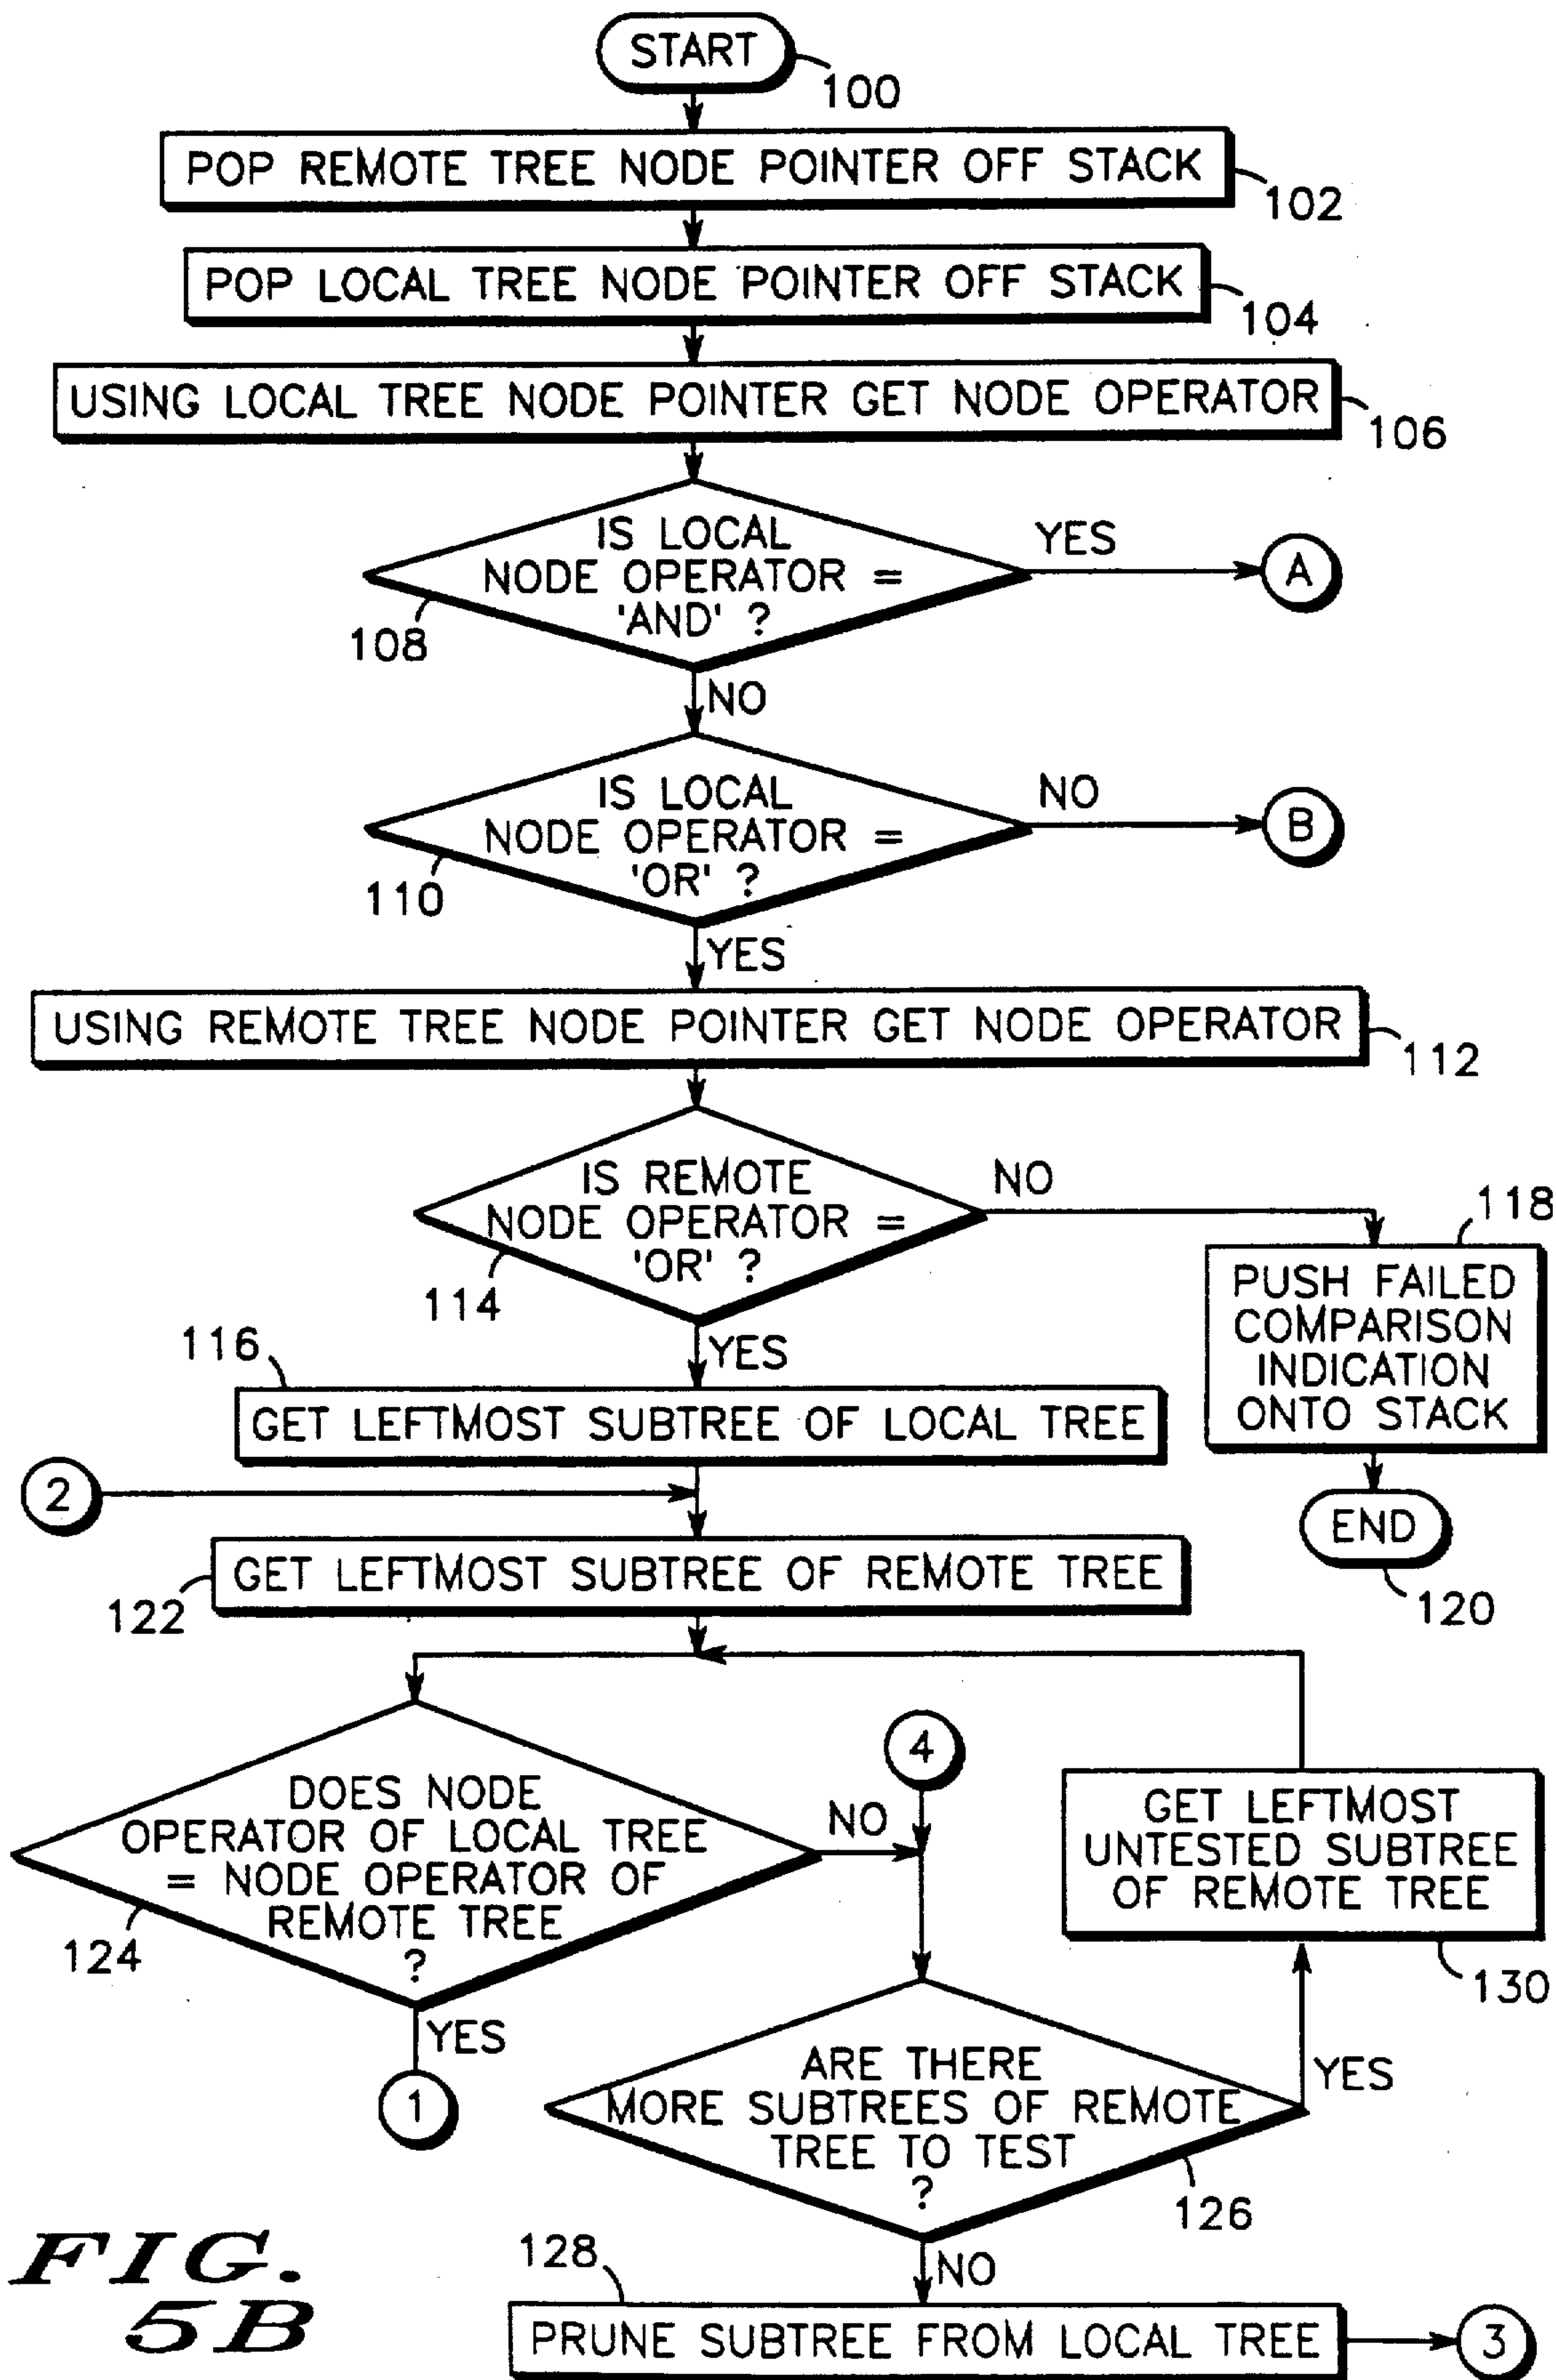 START
100
POP REMOTE TREE NODE POINTER OFF STACK
102
POP LOCAL TREE NODE POINTER OFF STACK
104
USING LOCAL TREE NODE POINTER GET NODE OPERATOR
106
IS LOCAL
NODE OPERATOR =
'AND' ?
108
YES
A
NO
IS LOCAL
NODE OPERATOR =
'OR' ?
110
NO
B
YES
USING REMOTE TREE NODE POINTER GET NODE OPERATOR
112
IS REMOTE
NODE OPERATOR =
'OR' ?
114
NO
118
PUSH FAILED
COMPARISON
INDICATION
ONTO STACK
END
120
YES
116
GET LEFTMOST SUBTREE OF LOCAL TREE
2
GET LEFTMOST SUBTREE OF REMOTE TREE
122
DOES NODE
OPERATOR OF LOCAL TREE
= NODE OPERATOR OF
REMOTE TREE
?
124
NO
4
GET LEFTMOST
UNTESTED SUBTREE
OF REMOTE TREE
130
YES
1
ARE THERE
MORE SUBTREES OF REMOTE
TREE TO TEST
?
126
YES
NO
128
PRUNE SUBTREE FROM LOCAL TREE
3
FIG.
5B